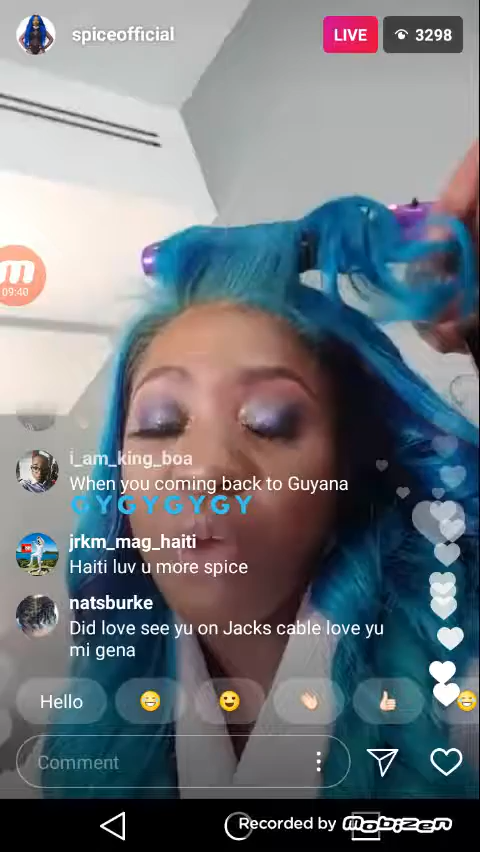 spiceofficial
LIVE
3298
09:40
i_am_king_boa
When you coming back to Guyana
GYGYGYGY
jrkm_mag_haiti
Haiti luv u more spice
natsburke
Did love see yu on Jacks cable love yu
mi gena
Hello
Comment
Recorded by Mobizen